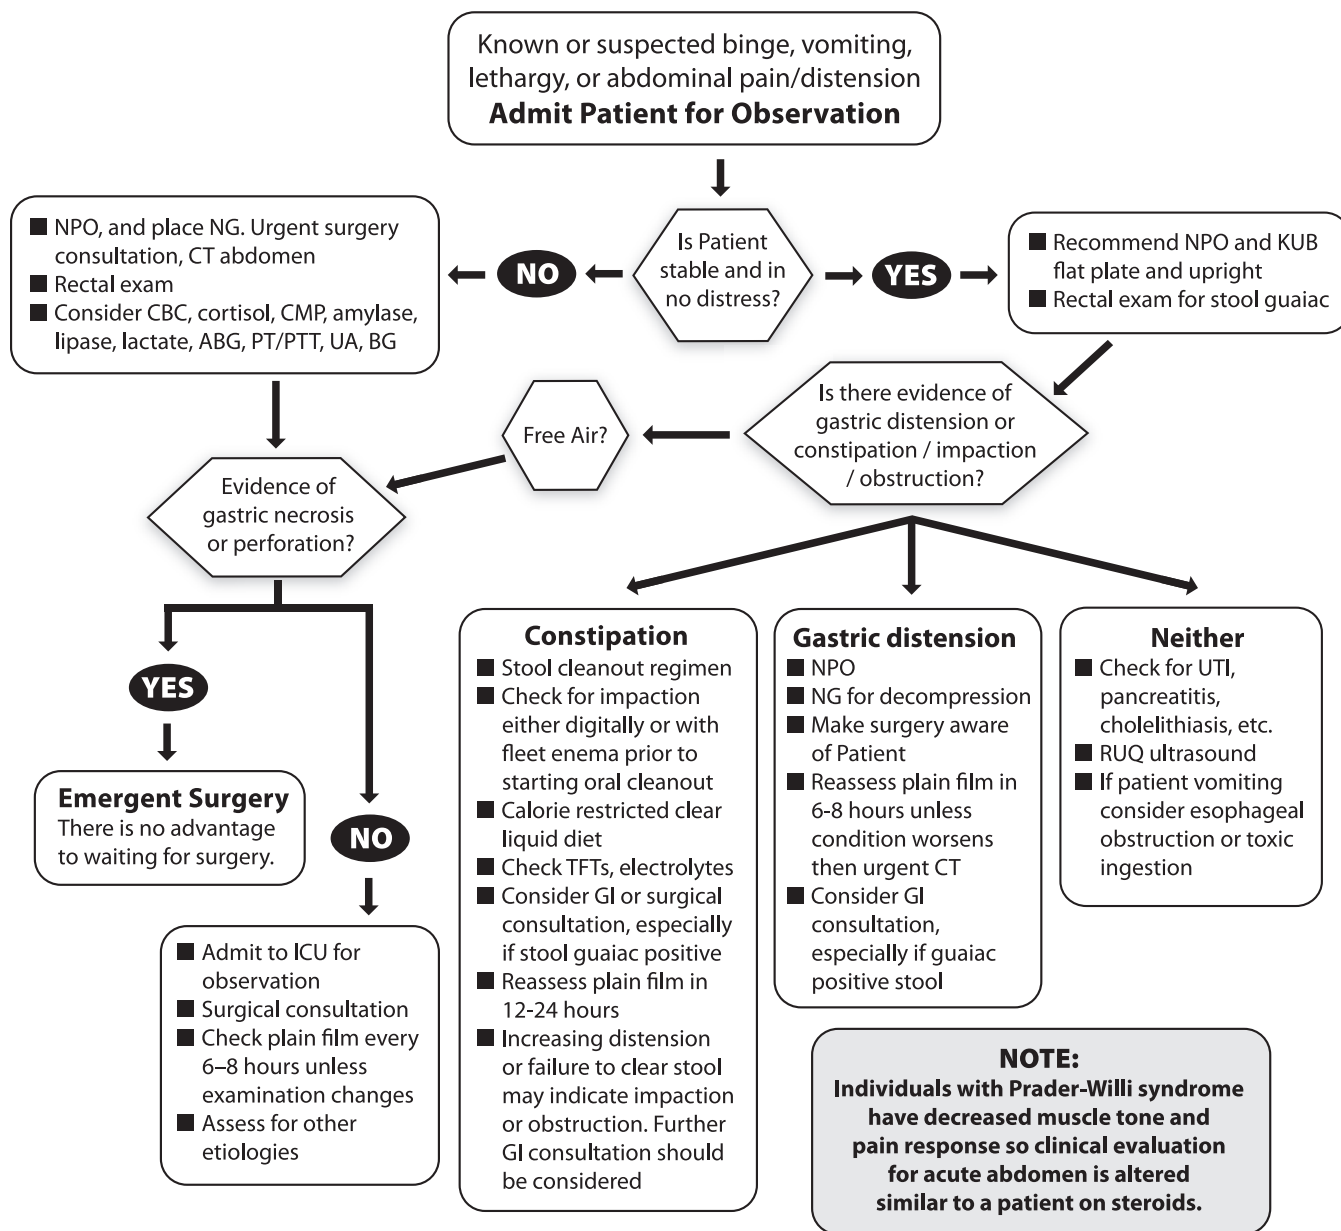 Known or suspected binge, vomiting,
lethargy, or abdominal pain/distension
Admit Patient for Observation
Is Patient
stable and in
no distress?
NO
YES
■ NPO, and place NG. Urgent surgery
consultation, CT abdomen
■ Rectal exam
■ Consider CBC, cortisol, CMP, amylase,
lipase, lactate, ABG, PT/PTT, UA, BG
■ Recommend NPO and KUB
flat plate and upright
■ Rectal exam for stool guaiac
Is there evidence of
gastric distension or
constipation / impaction
/ obstruction?
Free Air?
Evidence of
gastric necrosis
or perforation?
YES
Emergent Surgery
There is no advantage
to waiting for surgery.
NO
■ Admit to ICU for
observation
■ Surgical consultation
■ Check plain film every
6–8 hours unless
examination changes
■ Assess for other
etiologies
Constipation
■ Stool cleanout regimen
■ Check for impaction
either digitally or with
fleet enema prior to
starting oral cleanout
■ Calorie restricted clear
liquid diet
■ Check TFTs, electrolytes
■ Consider GI or surgical
consultation, especially
if stool guaiac positive
■ Reassess plain film in
12-24 hours
■ Increasing distension
or failure to clear stool
may indicate impaction
or obstruction. Further
GI consultation should
be considered
Gastric distension
■ NPO
■ NG for decompression
■ Make surgery aware
of Patient
■ Reassess plain film in
6-8 hours unless
condition worsens
then urgent CT
■ Consider GI
consultation,
especially if guaiac
positive stool
Neither
■ Check for UTI,
pancreatitis,
cholelithiasis, etc.
■ RUQ ultrasound
■ If patient vomiting
consider esophageal
obstruction or toxic
ingestion
NOTE:
Individuals with Prader-Willi syndrome
have decreased muscle tone and
pain response so clinical evaluation
for acute abdomen is altered
similar to a patient on steroids.